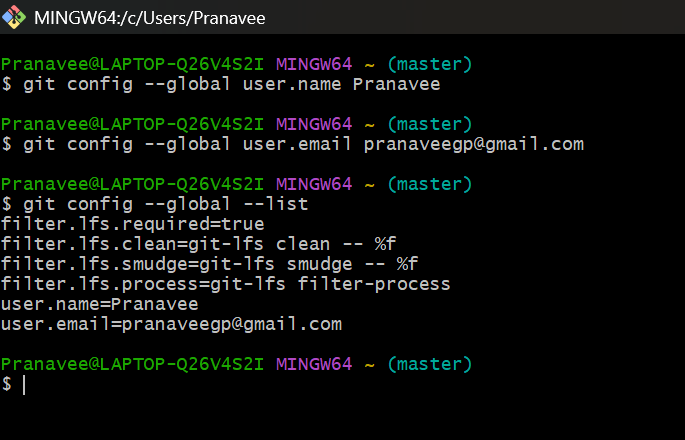 MINGW64:/c/Users/Pranavee
Pranavee@LAPTOP-Q26V4S2I MINGW64 ~ (master)
$ git config --global user.name Pranavee
Pranavee@LAPTOP-Q26V4S2I MINGW64 ~ (master)
$ git config --global user.email pranaveegp@gmail.com
Pranavee@LAPTOP-Q26V4S2I MINGW64 ~ (master)
$ git config --global --list
filter.lfs.required=true
filter.lfs.clean=git-lfs clean -- %f
filter.lfs.smudge=git-lfs smudge -- %f
filter.lfs.process=git-lfs filter-process
user.name=Pranavee
user.email=pranaveegp@gmail.com
Pranavee@LAPTOP-Q26V4S2I MINGW64 ~ (master)
$